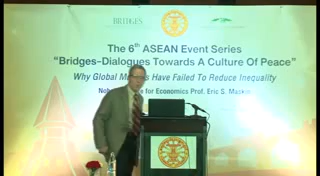 BRIDGES
The 6th ASEAN Event Series
"Bridges-Dialogues Towards A Culture Of Peace"
Why Global M s Have Failed To Reduce Inequality
Nob e for Economics Prof. Eric S. Maskin